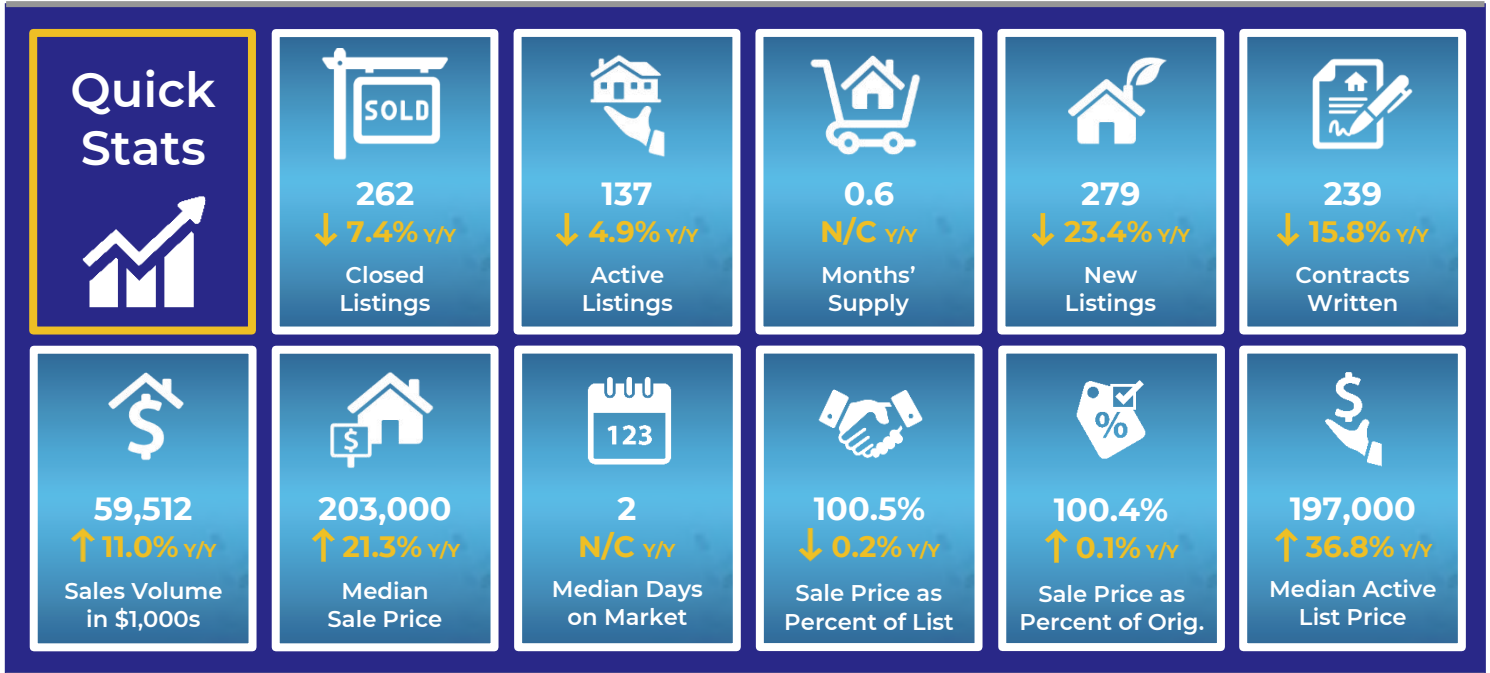 Quick
Stats
SOLD
262
↓ 7.4% Y/Y
Closed
Listings
137
↓ 4.9% Y/Y
Active
Listings
0.6
N/C Y/Y
Months’
Supply
279
↓ 23.4% Y/Y
New
Listings
239
↓ 15.8% Y/Y
Contracts
Written
$
59,512
↑ 11.0% Y/Y
Sales Volume
in $1,000s
$
203,000
↑ 21.3% Y/Y
Median
Sale Price
123
2
N/C Y/Y
Median Days
on Market
100.5%
↓ 0.2% Y/Y
Sale Price as
Percent of List
%
100.4%
↑ 0.1% Y/Y
Sale Price as
Percent of Orig.
$
197,000
↑ 36.8% Y/Y
Median Active
List Price